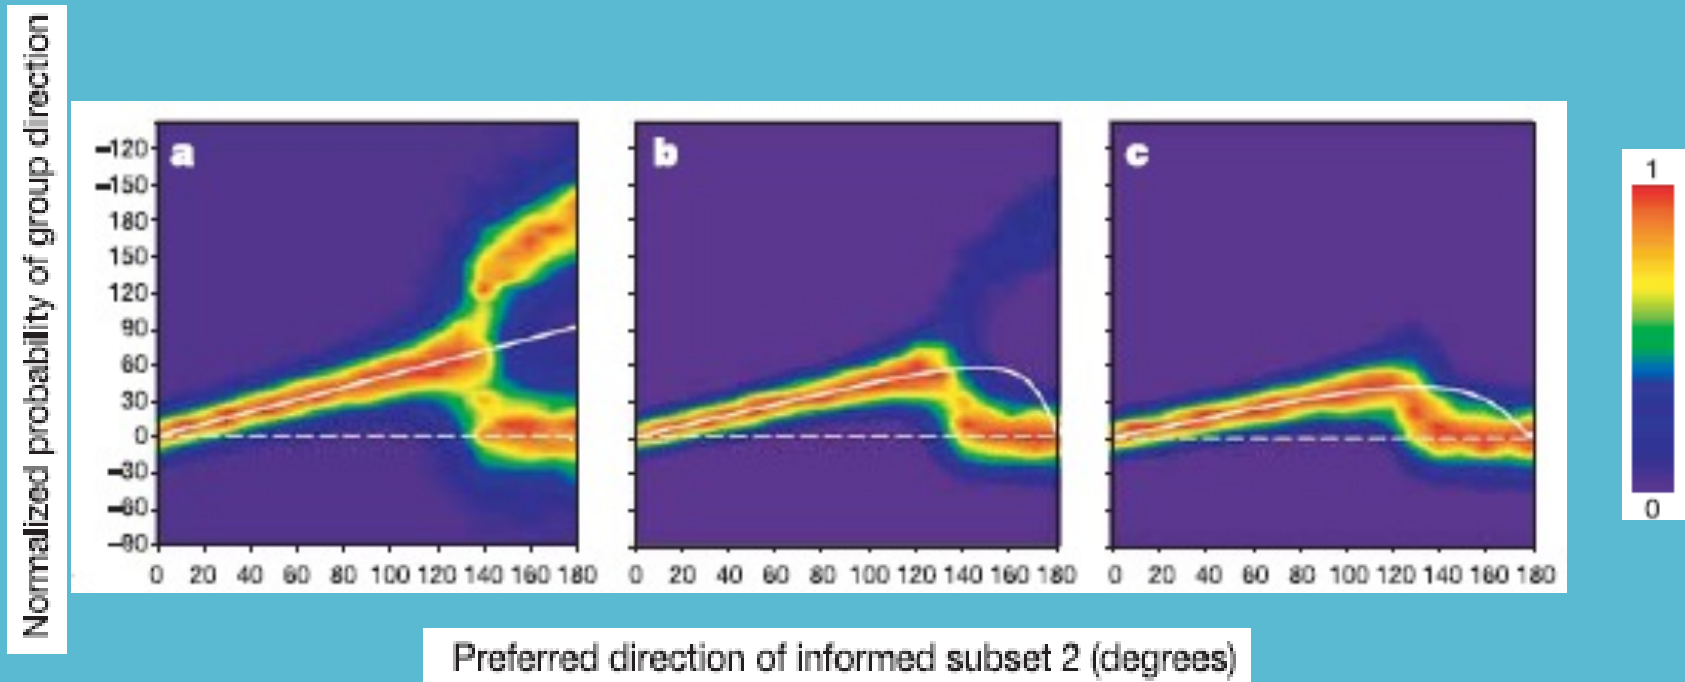 Normalized probability of group direction
a
b
c
−120
−150
180
150
120
90
60
30
0
−30
−60
−90
0 20 40 60 80 100 120 140 160 180
0 20 40 60 80 100 120 140 160 180
0 20 40 60 80 100 120 140 160 180
1
0
Preferred direction of informed subset 2 (degrees)